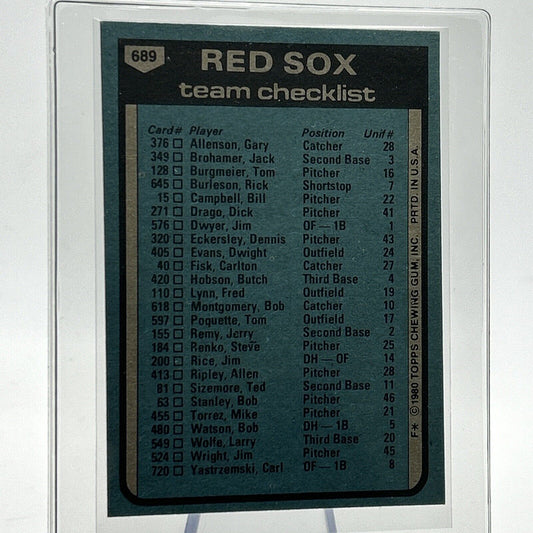 689
RED SOX
team checklist
Card# Player Position Unif#
376 Allenson, Gary Catcher 28
349 Brohamer, Jack Second Base 3
128 Burgmeier, Tom Pitcher 16
645 Burleson, Rick Shortstop 7
15 Campbell, Bill Pitcher 22
271 Drago, Dick Pitcher 41
576 Dwyer, Jim OF — 1B 1
320 Eckersley, Dennis Pitcher 43
405 Evans, Dwight Outfield 24
40 Fisk, Carlton Catcher 27
420 Hobson, Butch Third Base 4
110 Lynn, Fred Outfield 19
618 Montgomery, Bob Catcher 10
597 Poquette, Tom Outfield 17
155 Remy, Jerry Second Base 2
184 Renko, Steve Pitcher 25
200 Rice, Jim DH — OF 14
413 Ripley, Allen Pitcher 28
81 Sizemore, Ted Second Base 11
63 Stanley, Bob Pitcher 46
455 Torrez, Mike Pitcher 21
480 Watson, Bob DH — 1B 5
549 Wolfe, Larry Third Base 20
524 Wright, Jim Pitcher 45
720 Yastrzemski, Carl OF — 1B 8
F* © 1980 TOPPS CHEWING GUM, INC. PRTD. IN U.S.A.